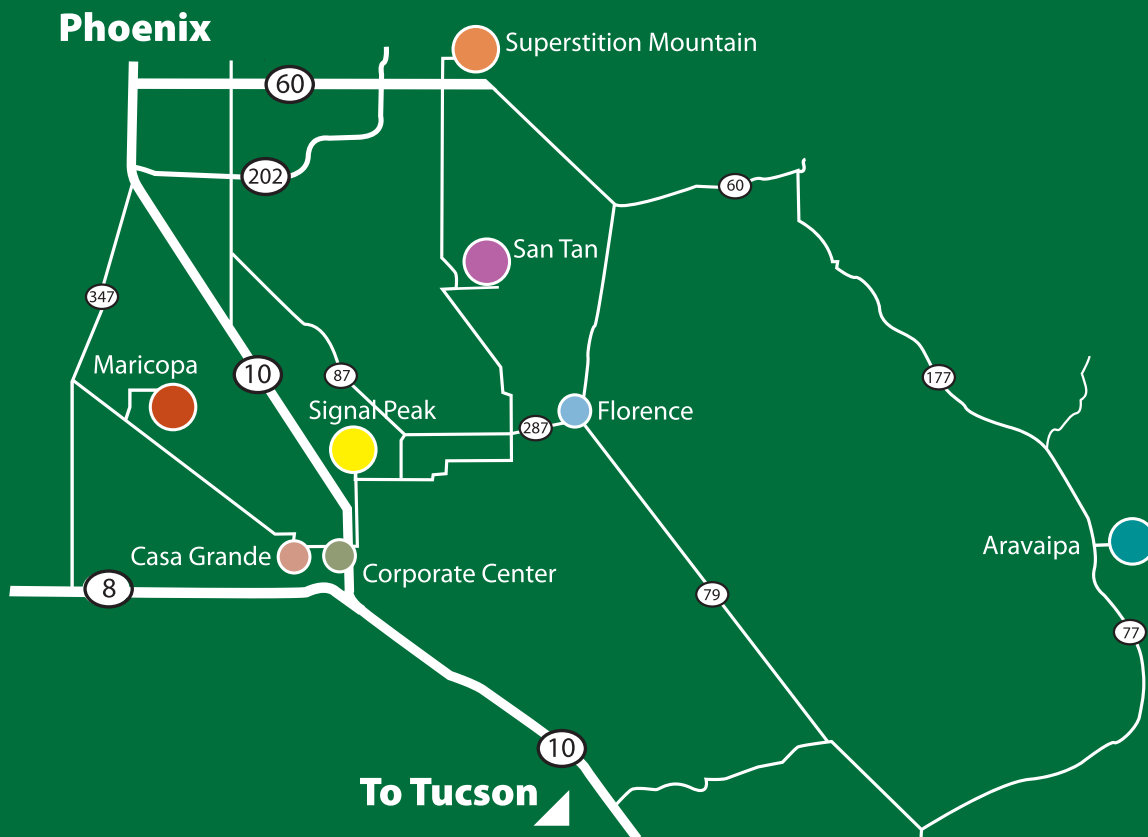 Phoenix
Superstition Mountain
60
202
60
San Tan
347
Maricopa
10
87
177
Signal Peak
287
Florence
Casa Grande
Corporate Center
Aravaipa
8
79
77
10
To Tucson